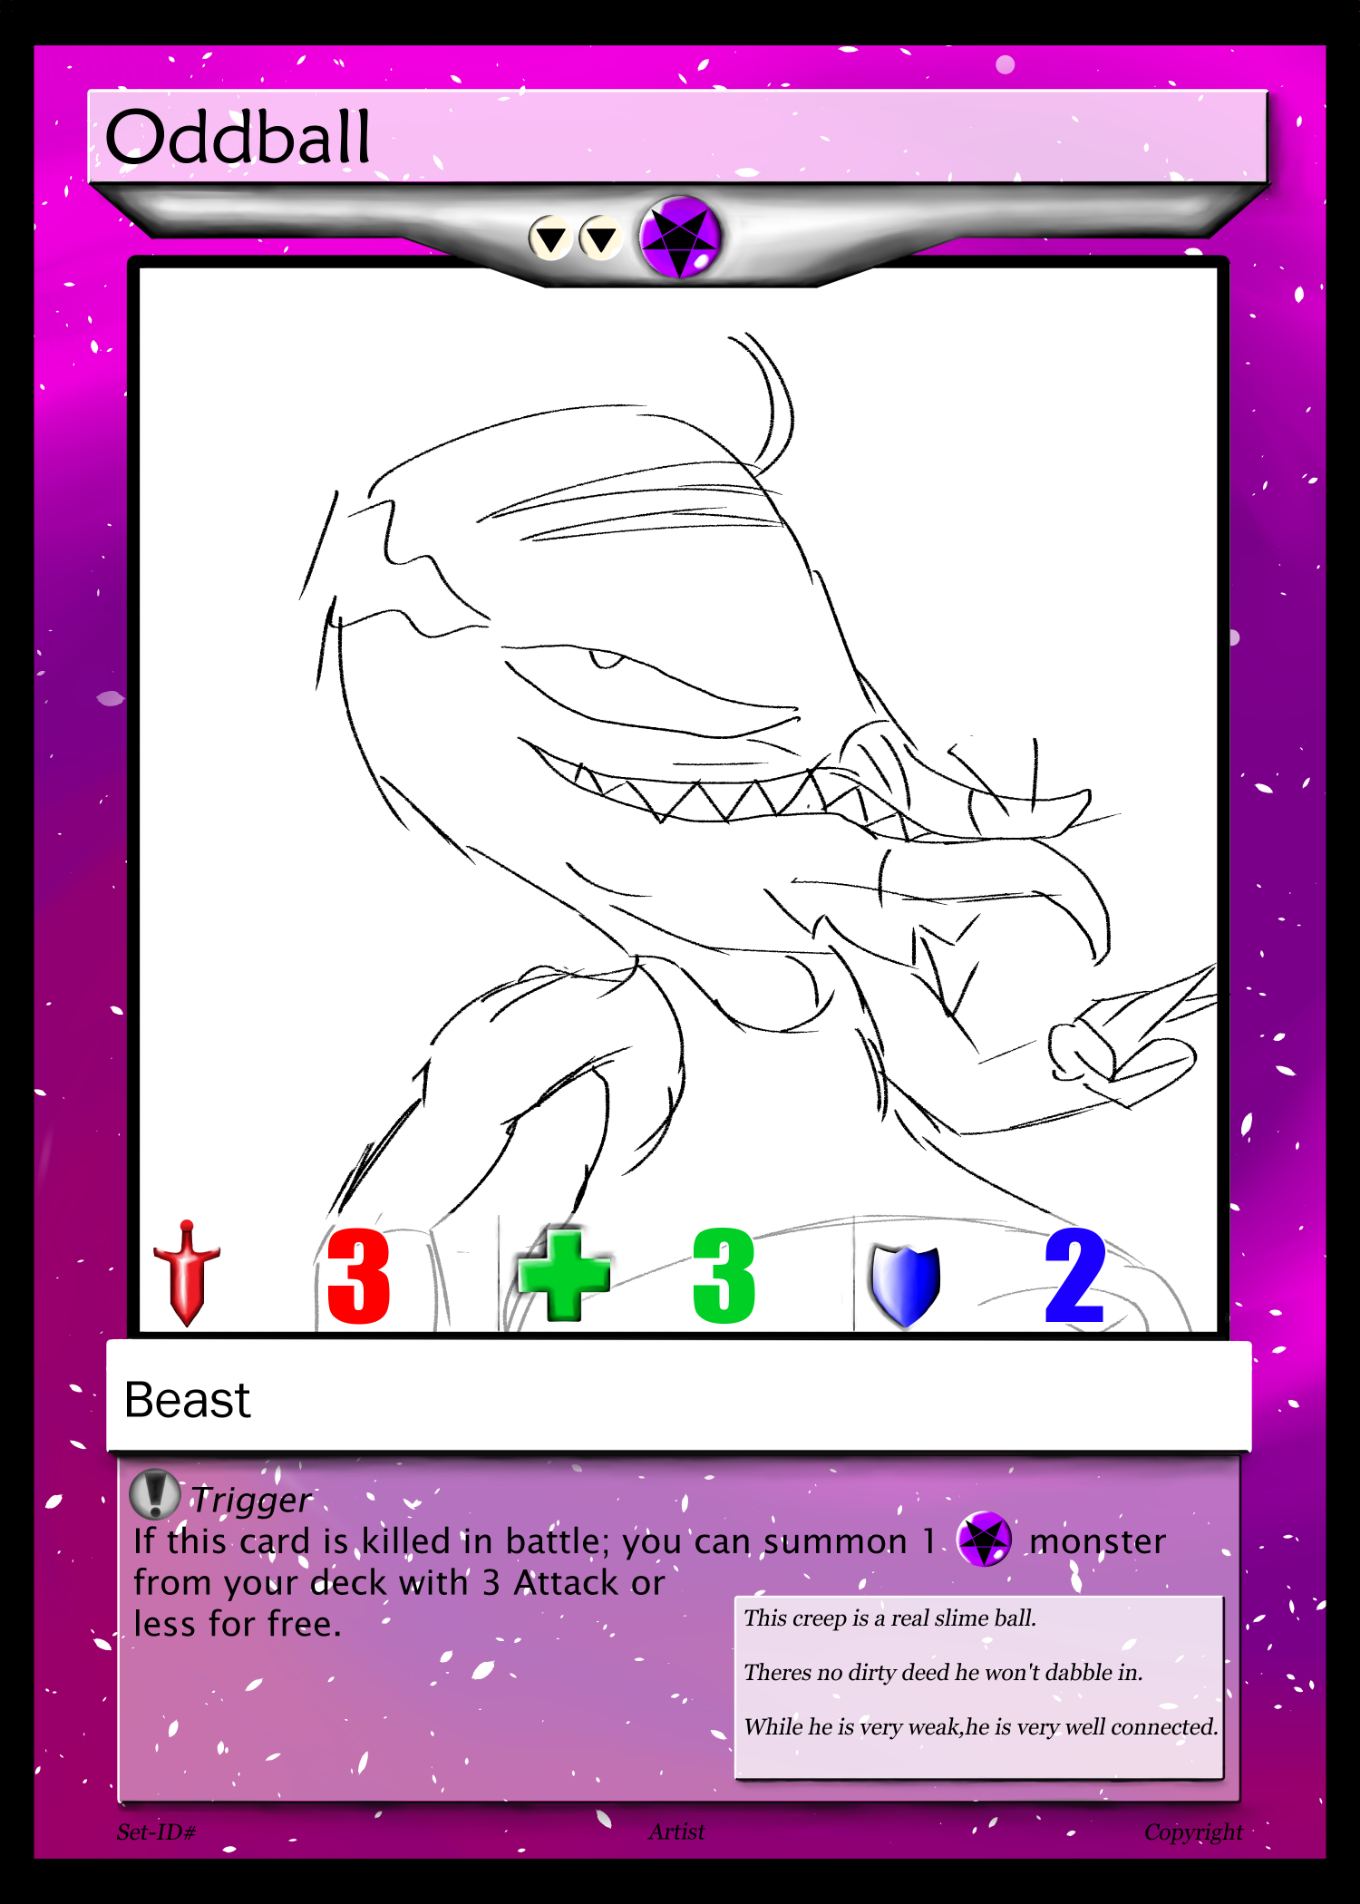 Oddball
3 3 2
Beast
Trigger
If this card is killed in battle; you can summon 1 monster
from your deck with 3 Attack or
less for free.
This creep is a real slime ball.
Theres no dirty deed he won't dabble in.
While he is very weak,he is very well connected.
Set-ID# Artist Copyright